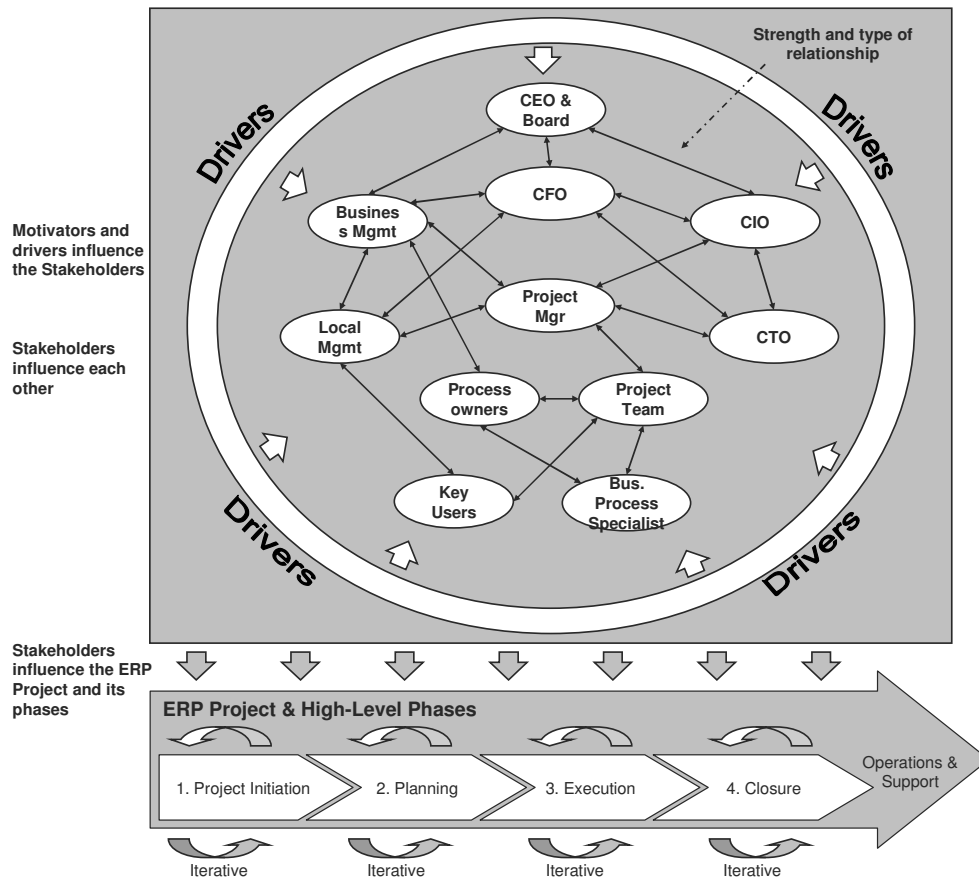 Strength and type of
relationship
Drivers
Drivers
CEO &
Board
CFO
Busines
s Mgmt
CIO
Motivators and
drivers influence
the Stakeholders
Project
Mgr
Local
Mgmt
CTO
Stakeholders
influence each
other
Process
owners
Project
Team
Key
Users
Bus.
Process
Specialist
Drivers
Drivers
Stakeholders
influence the ERP
Project and its
phases
ERP Project & High-Level Phases
1. Project Initiation
2. Planning
3. Execution
4. Closure
Operations &
Support
Iterative
Iterative
Iterative
Iterative